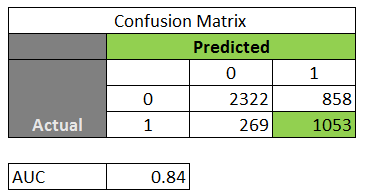 Confusion Matrix
Predicted
0 1
0 2322 858
Actual 1 269 1053
AUC 0.84